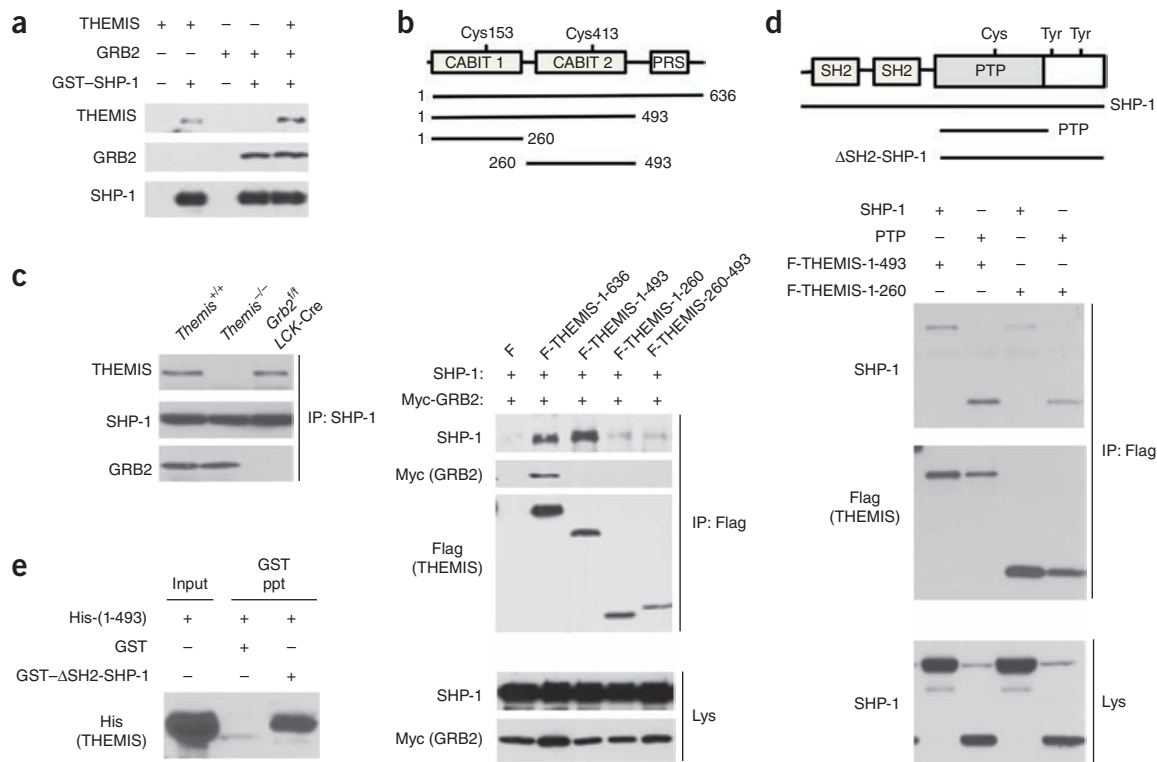 a
THEMIS + + – – +
GRB2 – – + + +
GST–SHP-1 – + – + +
THEMIS
GRB2
SHP-1
b
Cys153 Cys413
CABIT 1 CABIT 2 PRS
1 636
1 493
1 260
260 493
F
F-THEMIS-1-636
F-THEMIS-1-493
F-THEMIS-1-260
F-THEMIS-260-493
SHP-1: + + + + +
Myc-GRB2: + + + + +
SHP-1
Myc (GRB2)
Flag
(THEMIS)
IP: Flag
SHP-1
Myc (GRB2)
Lys
c
Themis+/+
Themis–/–
Grb2f/f
LCK-Cre
THEMIS
SHP-1
GRB2
IP: SHP-1
d
Cys Tyr Tyr
SH2 SH2 PTP
SHP-1
PTP
ΔSH2-SHP-1
SHP-1 + – + –
PTP – + – +
F-THEMIS-1-493 + + – –
F-THEMIS-1-260 – – + +
SHP-1
Flag
(THEMIS)
IP: Flag
SHP-1
Lys
e
Input GST
ppt
His-(1-493) + + +
GST – + –
GST–ΔSH2-SHP-1 – – +
His
(THEMIS)